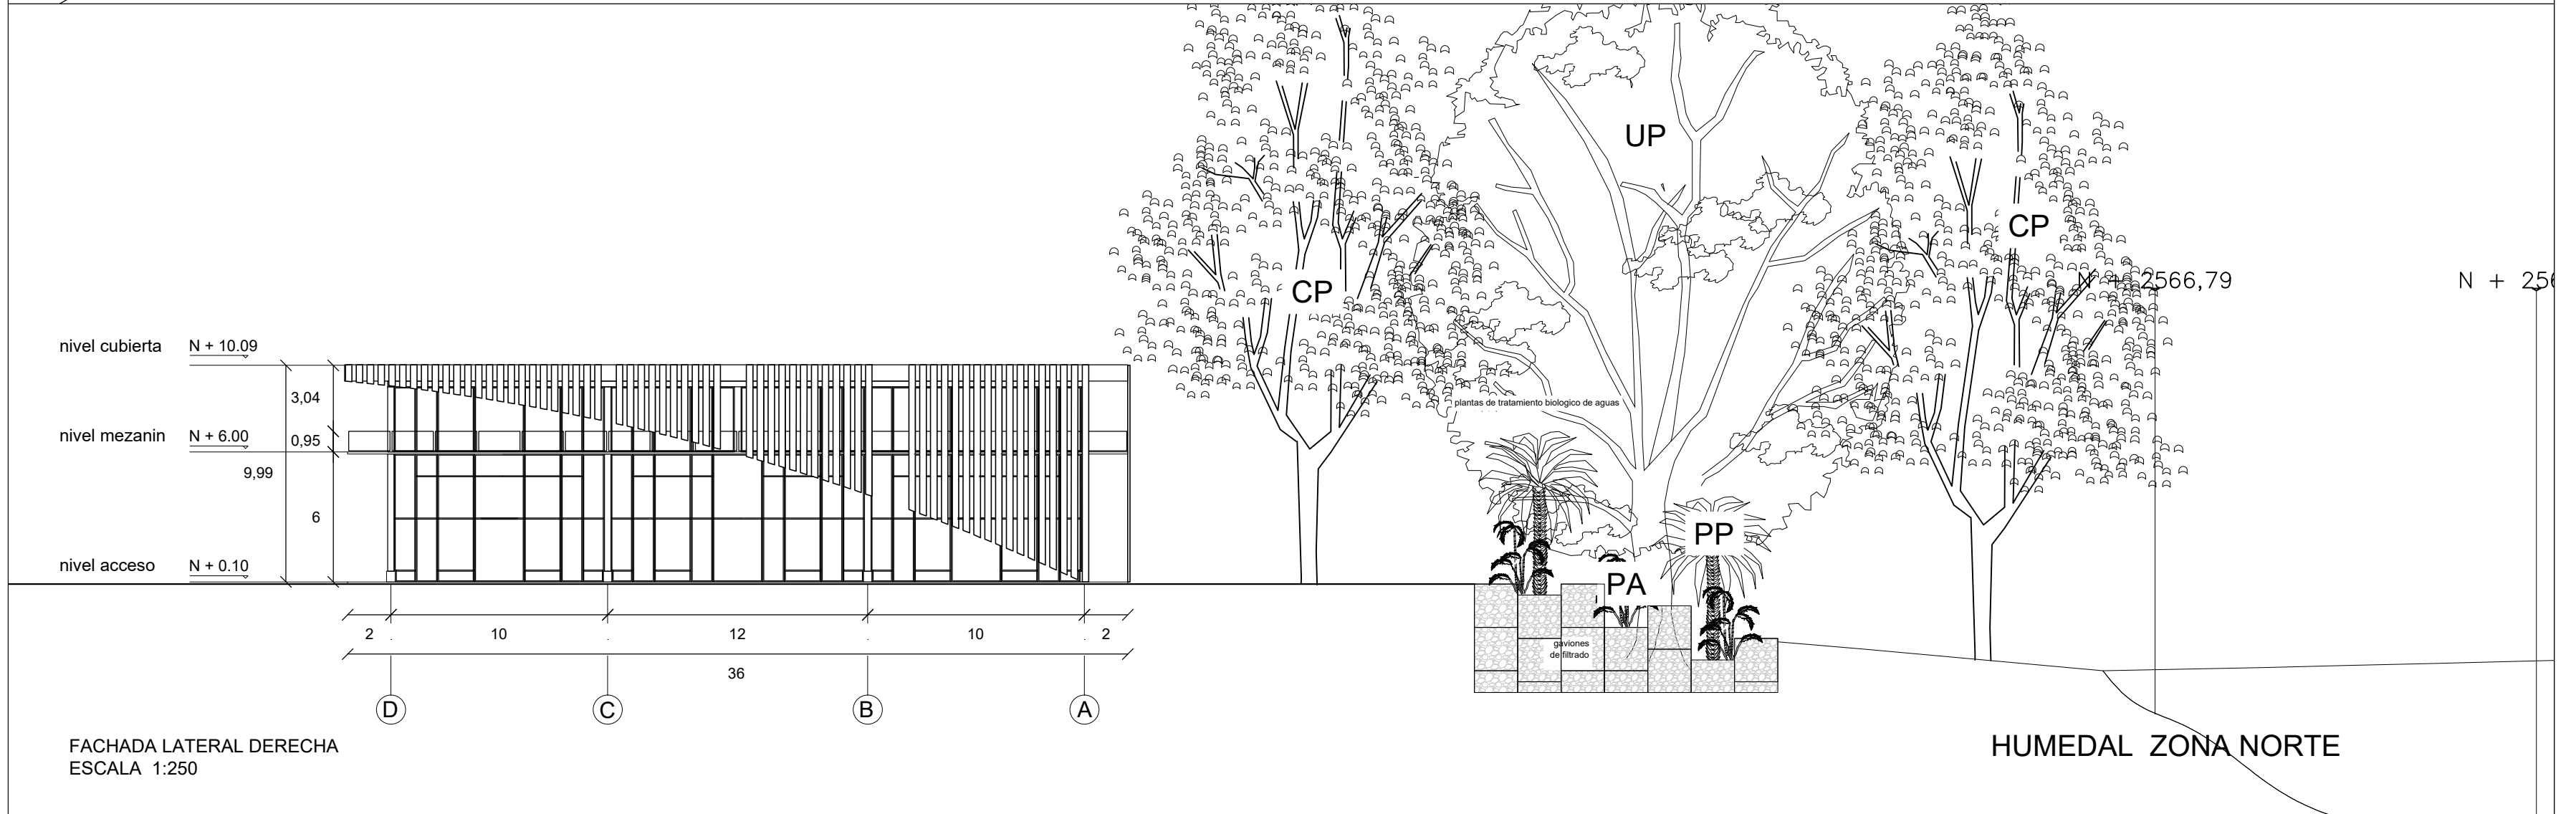 UP
CP
CP
N + 2566,79
N + 256
nivel cubierta N + 10.09
3,04
plantas de tratamiento biologico de aguas
nivel mezanin N + 6.00 0,95
9,99
6
PP
nivel acceso N + 0.10
PA
2 10 12 10 2
gaviones
de filtrado
36
D C B A
FACHADA LATERAL DERECHA
ESCALA 1:250
HUMEDAL ZONA NORTE